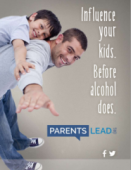 Influence
your
kids.
Before
alcohol
does.
PARENTS LEAD